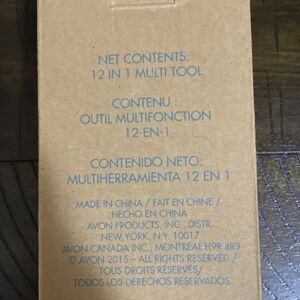 NET CONTENTS:
12 IN 1 MULTI TOOL
CONTENU :
OUTIL MULTIFONCTION
12-EN-1
CONTENIDO NETO:
MULTIHERRAMIENTA 12 EN 1
MADE IN CHINA / FAIT EN CHINE /
HECHO EN CHINA
AVON PRODUCTS, INC., DISTR.
NEW YORK, N.Y. 10017
AVON CANADA INC., MONTREAL H9R 4R3
© AVON 2015 – ALL RIGHTS RESERVED /
TOUS DROITS RÉSERVÉS/
TODOS LOS DERECHOS RESERVADOS